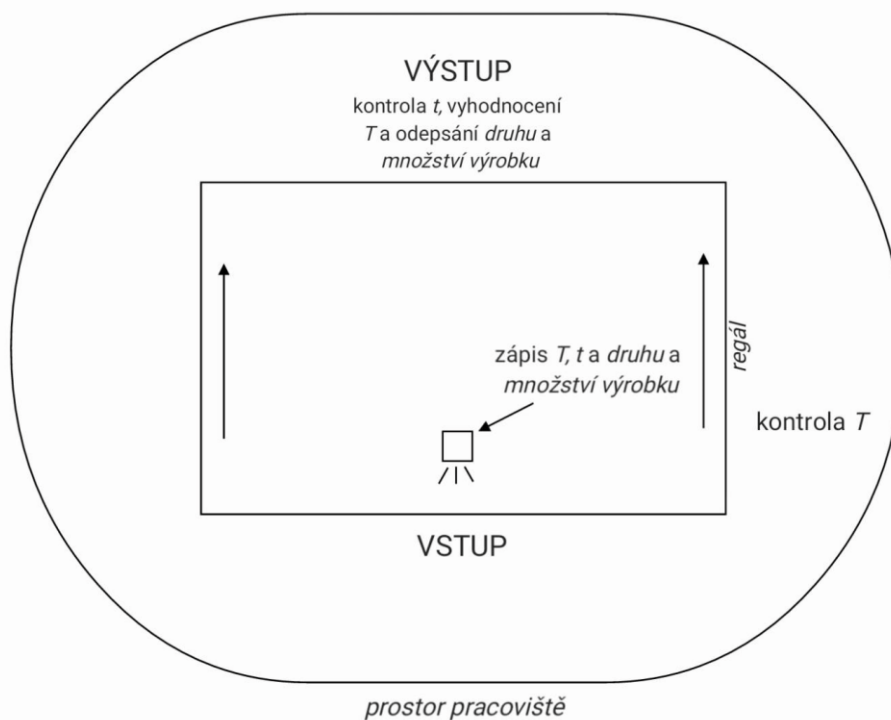 VÝSTUP
kontrola t, vyhodnocení
T a odepsání druhu a
množství výrobku
zápis T, t a druhu a
množství výrobku
regál
kontrola T
VSTUP
prostor pracoviště